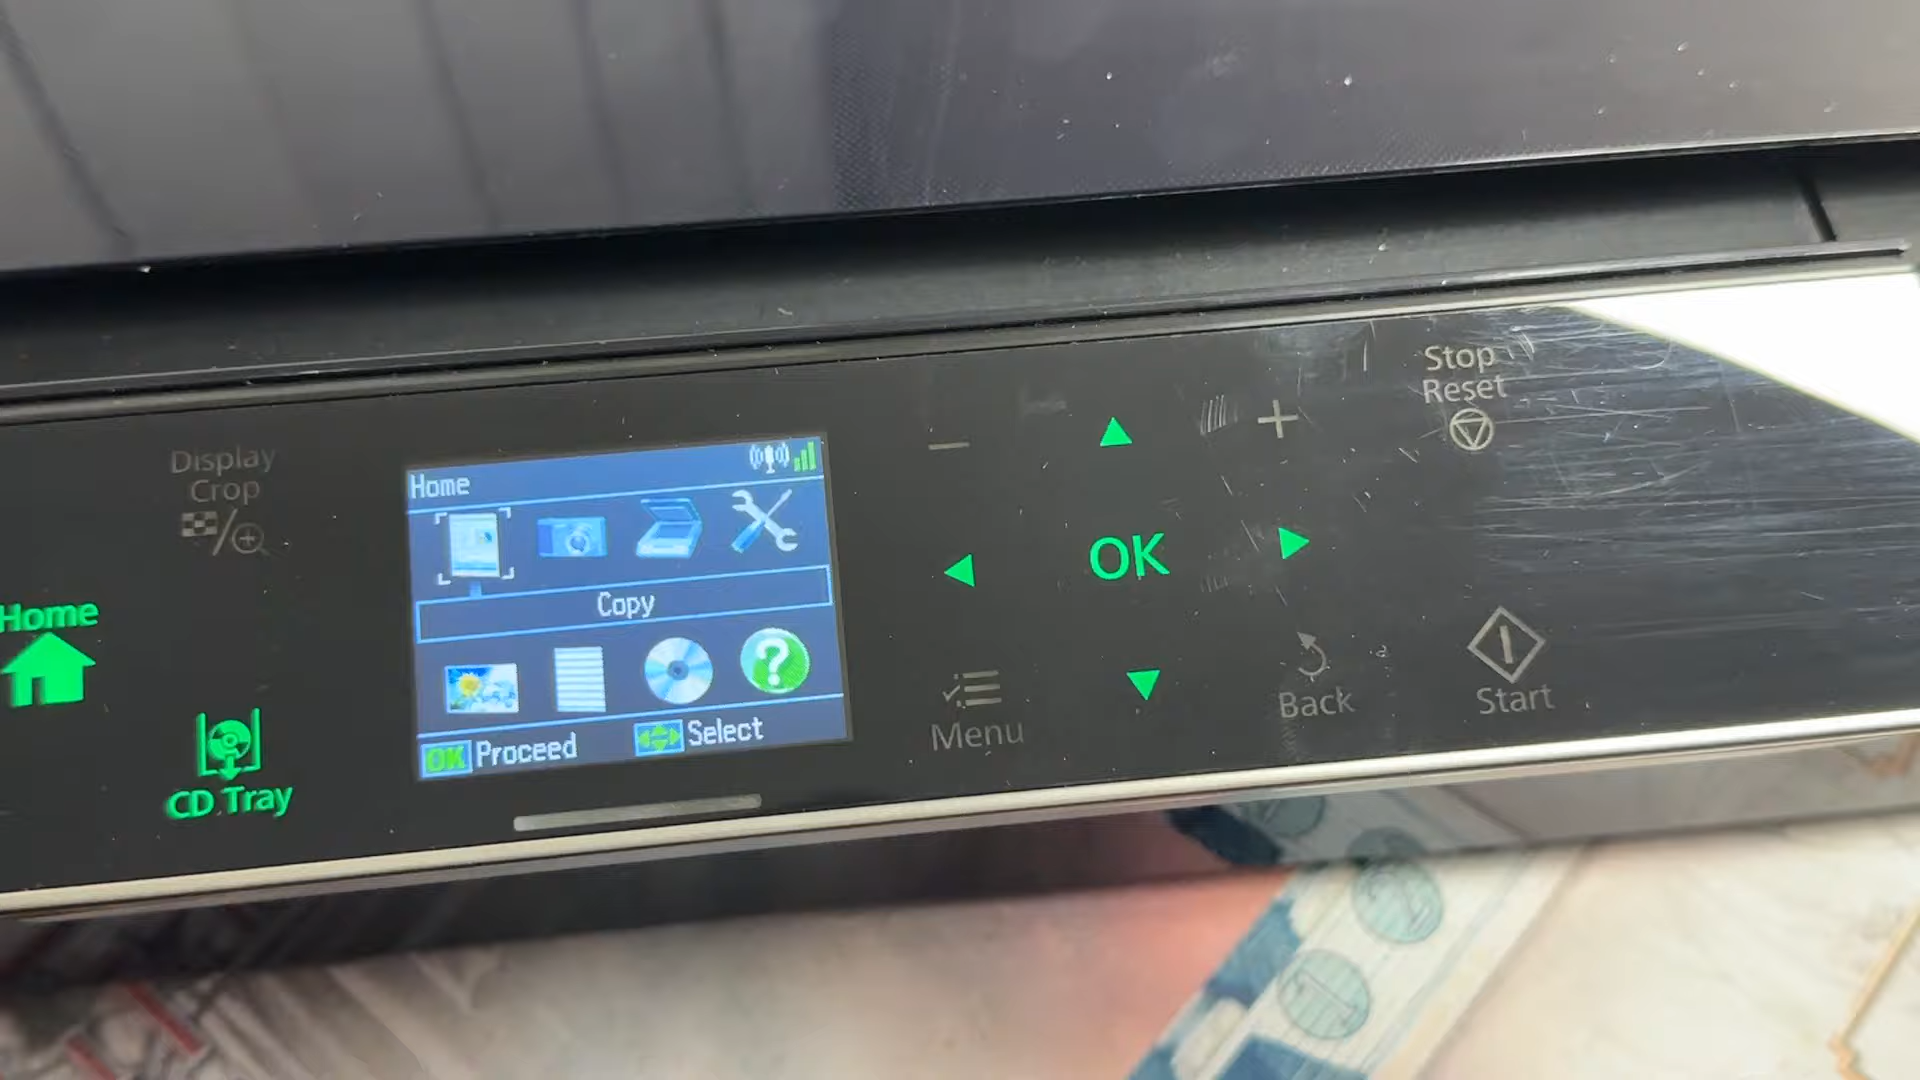 Display
Crop
Home
CD Tray
Home
Copy
OK Proceed
Select
OK
Menu
Back
Stop
Reset
Start